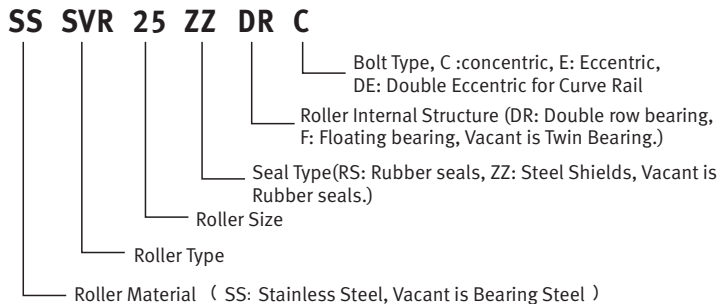 SS SVR 25 ZZ DR C
Bolt Type, C :concentric, E: Eccentric,
DE: Double Eccentric for Curve Rail
Roller Internal Structure (DR: Double row bearing,
F: Floating bearing, Vacant is Twin Bearing.)
Seal Type(RS: Rubber seals, ZZ: Steel Shields, Vacant is
Rubber seals.)
Roller Size
Roller Type
Roller Material （ SS: Stainless Steel, Vacant is Bearing Steel ）